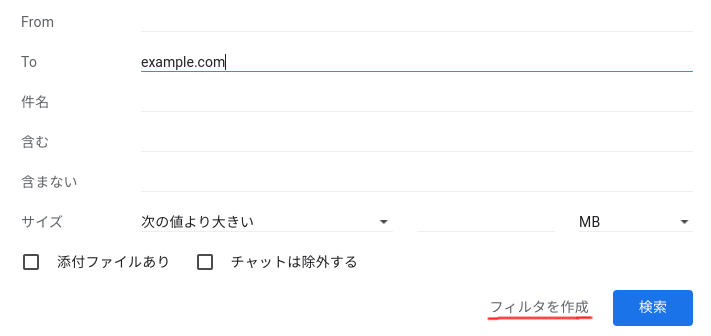 From
To example.com
件名
含む
含まない
サイズ 次の値より大きい MB
添付ファイルあり チャットは除外する
フィルタを作成 検索